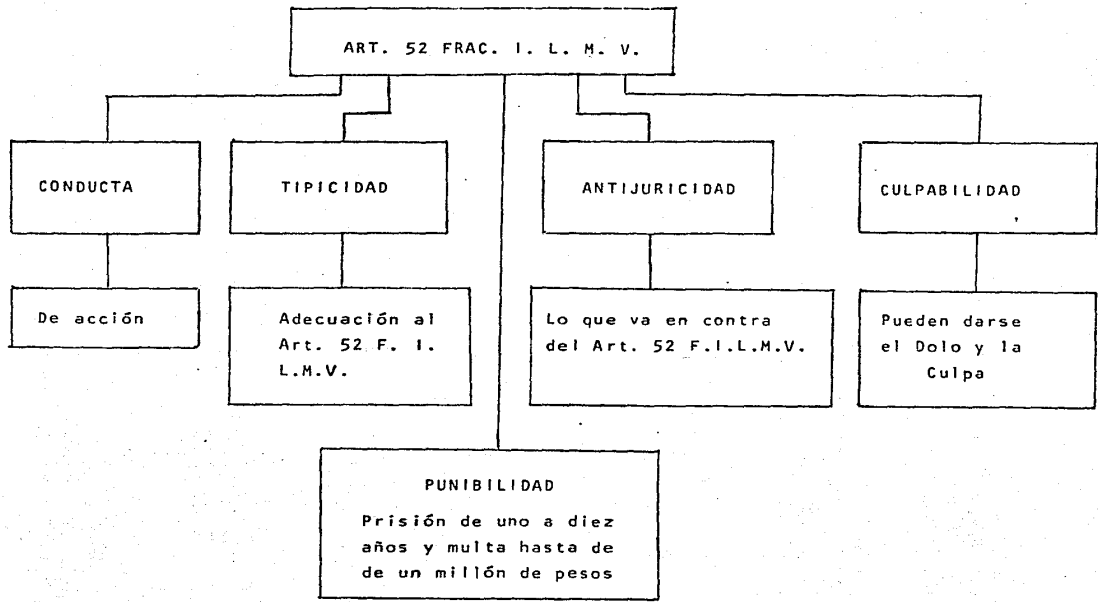 ART. 52 FRAC. I. L. M. V.
CONDUCTA
TIPICIDAD
ANTIJURICIDAD
CULPABILIDAD
De acción
Adecuación al
Art. 52 F. I.
L.M.V.
Lo que va en contra
del Art. 52 F.I.L.M.V.
Pueden darse
el Dolo y la
Culpa
PUNIBILIDAD
Prisión de uno a diez
años y multa hasta de
de un millón de pesos